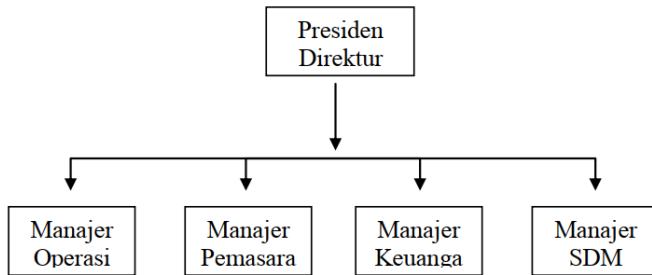 Presiden
Direktur
Manajer
Operasi
Manajer
Pemasara
Manajer
Keuanga
Manajer
SDM